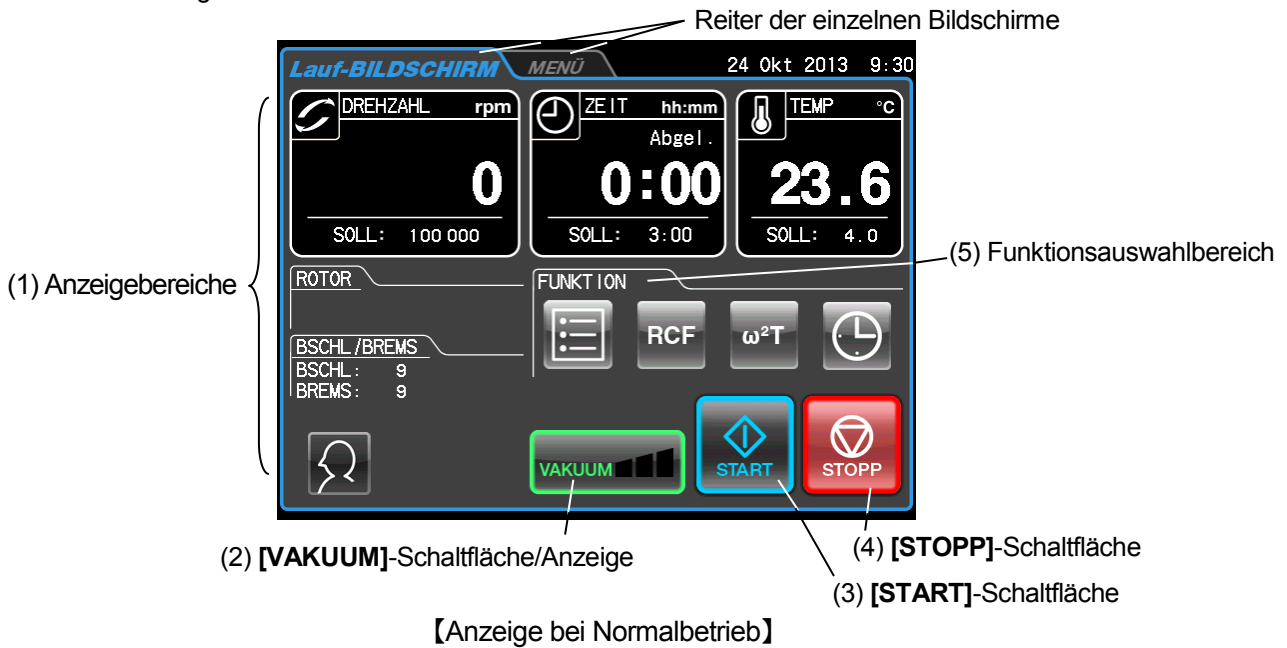 Reiter der einzelnen Bildschirme
Lauf-BILDSCHIRM MENÜ 24 Okt 2013 9:30
DREHZAHL rpm
0
SOLL: 100 000
ZEIT hh:mm
Abgel.
0:00
SOLL: 3:00
TEMP °C
23.6
SOLL: 4.0
(1) Anzeigebereiche
(5) Funktionsauswahlbereich
ROTOR
FUNKTION
RCF ω²T
BSCHL/BREMS
BSCHL: 9
BREMS: 9
VAKUUM
START
STOPP
(2) [VAKUUM]-Schaltfläche/Anzeige
(4) [STOPP]-Schaltfläche
(3) [START]-Schaltfläche
【Anzeige bei Normalbetrieb】